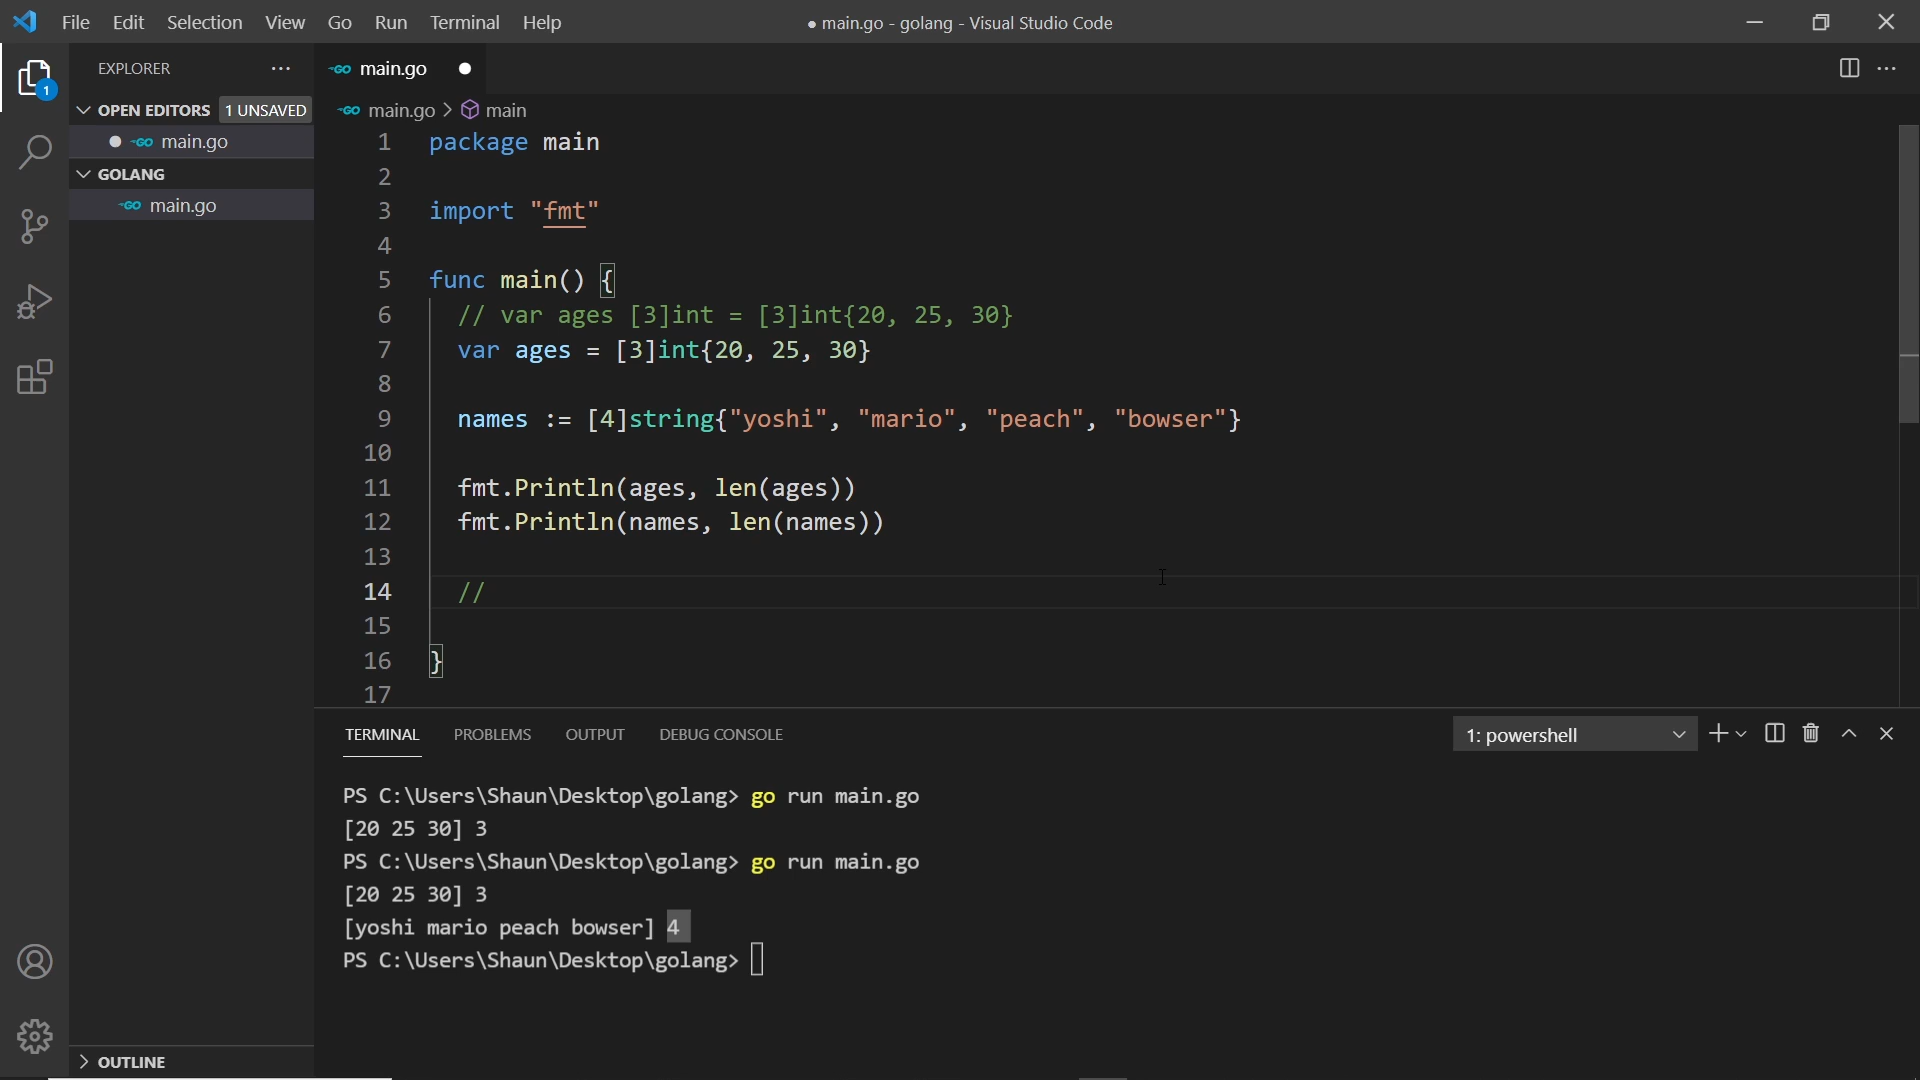 File Edit Selection View Go Run Terminal Help ● main.go - golang - Visual Studio Code
EXPLORER ···
main.go ●
1
OPEN EDITORS 1 UNSAVED
main.go > main
● GO main.go
GOLANG
GO main.go
1 package main
2
3 import "fmt"
4
5 func main() {
6 // var ages [3]int = [3]int{20, 25, 30}
7 var ages = [3]int{20, 25, 30}
8
9 names := [4]string{"yoshi", "mario", "peach", "bowser"}
10
11 fmt.Println(ages, len(ages))
12 fmt.Println(names, len(names))
13
14 //
15
16 }
17
TERMINAL PROBLEMS OUTPUT DEBUG CONSOLE 1: powershell
PS C:\Users\Shaun\Desktop\golang> go run main.go
[20 25 30] 3
PS C:\Users\Shaun\Desktop\golang> go run main.go
[20 25 30] 3
[yoshi mario peach bowser] 4
PS C:\Users\Shaun\Desktop\golang>
OUTLINE